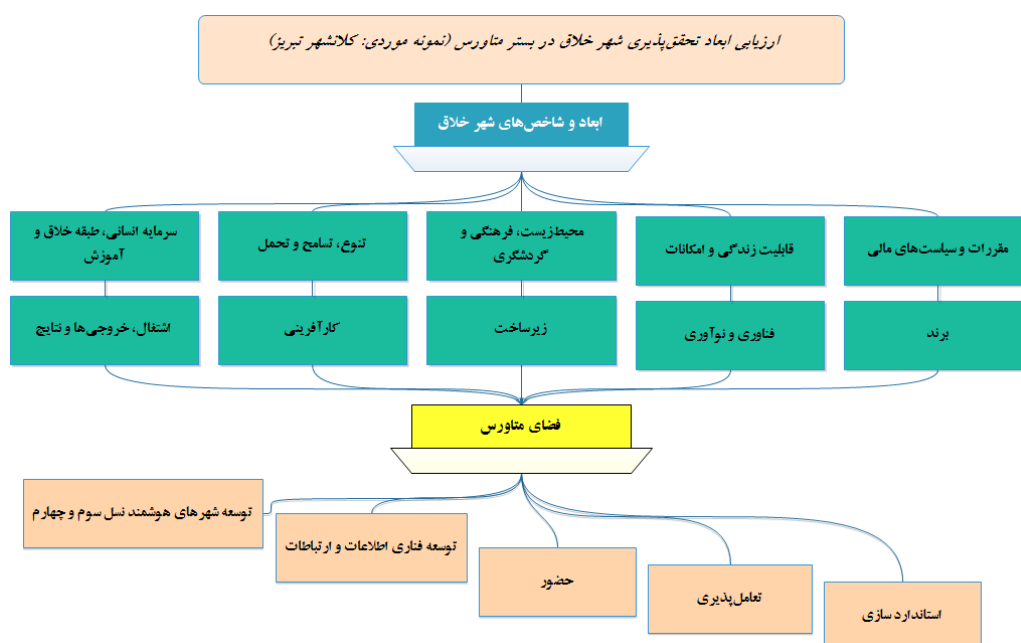 ارزیابی ابعاد تحقق‌پذیری شهر خلاق در بستر متاورس (نمونه موردی: کلانشهر تبریز)
ابعاد و شاخص‌های شهر خلاق
مقررات و سیاست‌های مالی
قابلیت زندگی و امکانات
محیط‌زیست، فرهنگی و
گردشگری
تنوع، تسامح و تحمل
سرمایه انسانی، طبقه خلاق و
آموزش
برند
فناوری و نوآوری
زیرساخت
کارآفرینی
اشتغال، خروجی‌ها و نتایج
فضای متاورس
توسعه شهرهای هوشمند نسل سوم و چهارم
توسعه فناری اطلاعات و ارتباطات
حضور
تعامل‌پذیری
استاندارد سازی